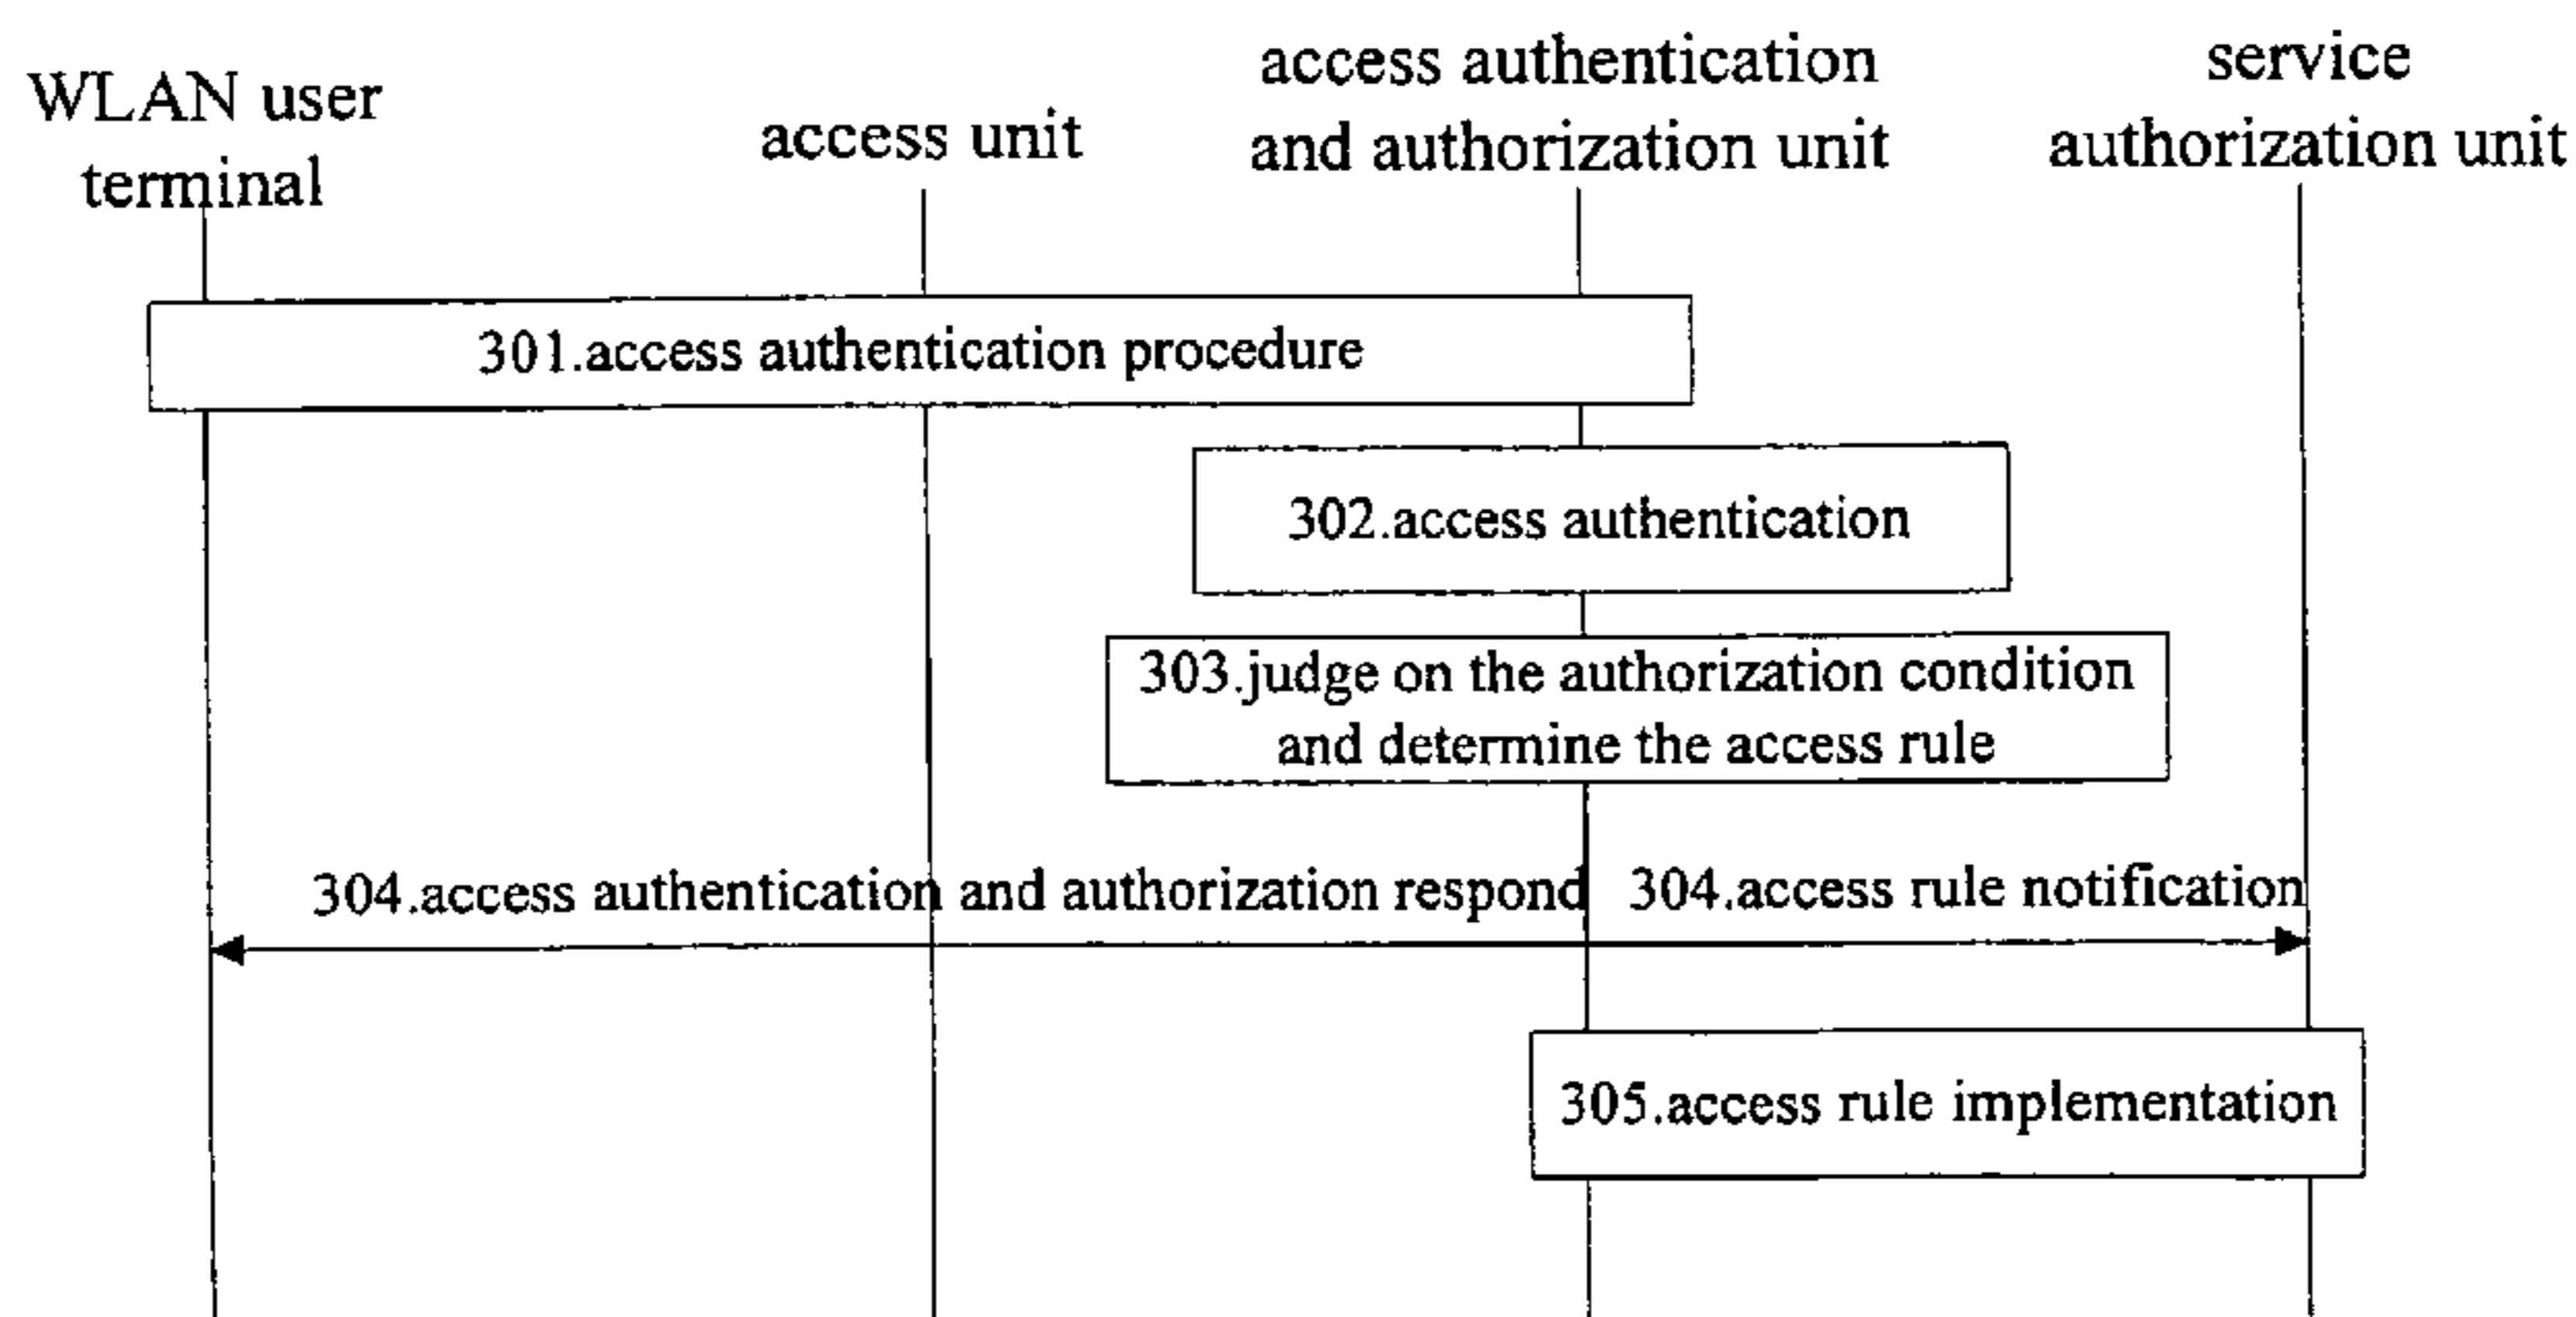 WLAN user
terminal
access unit
access authentication
and authorization unit
service
authorization unit
301.access authentication procedure
302.access authentication
303.judge on the authorization condition
and determine the access rule
304.access authentication and authorization respond
304.access rule notification
305.access rule implementation